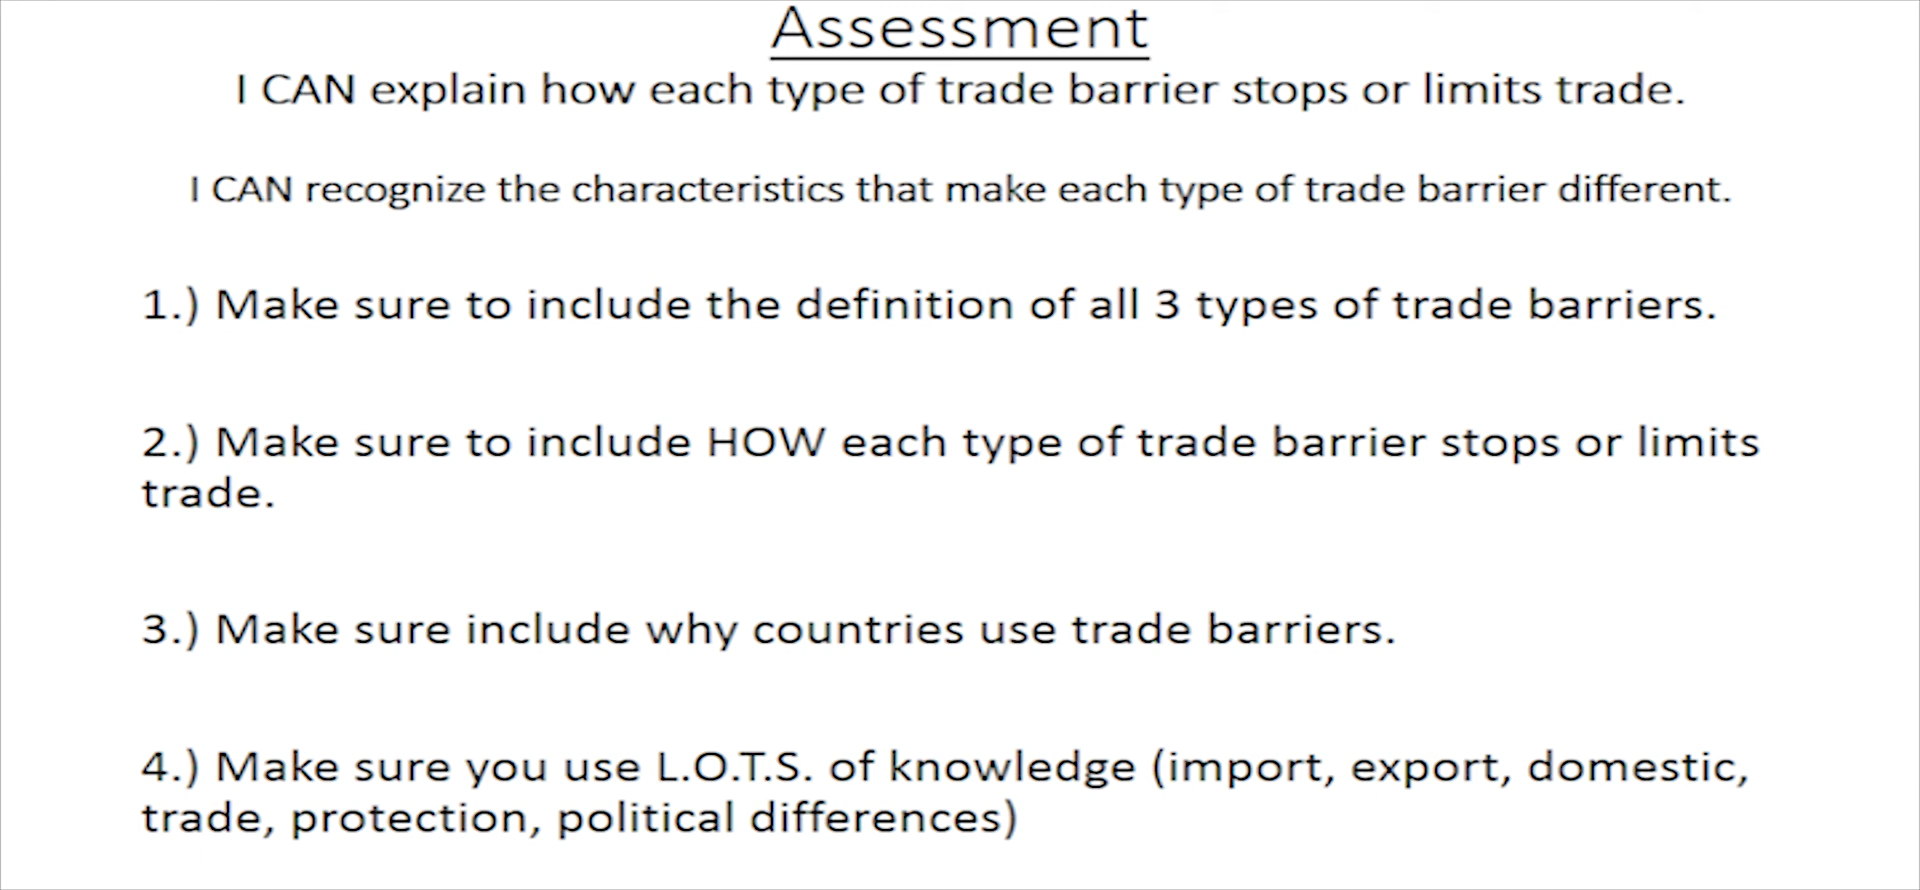 Assessment
I CAN explain how each type of trade barrier stops or limits trade.
I CAN recognize the characteristics that make each type of trade barrier different.
1.) Make sure to include the definition of all 3 types of trade barriers.
2.) Make sure to include HOW each type of trade barrier stops or limits
trade.
3.) Make sure include why countries use trade barriers.
4.) Make sure you use L.O.T.S. of knowledge (import, export, domestic,
trade, protection, political differences)